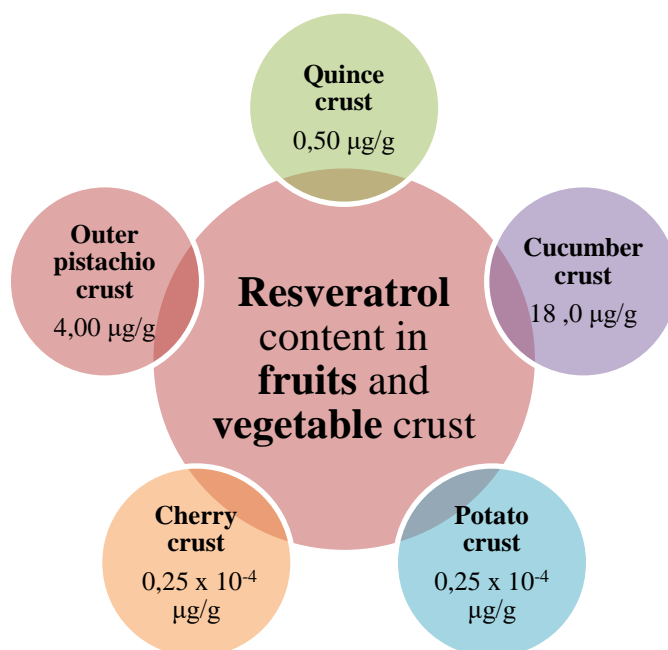 Quince
crust
0,50 µg/g
Outer
pistachio
crust
4,00 µg/g
Resveratrol
content in
fruits and
vegetable crust
Cucumber
crust
18 ,0 µg/g
Cherry
crust
0,25 x 10⁻⁴
µg/g
Potato
crust
0,25 x 10⁻⁴
µg/g